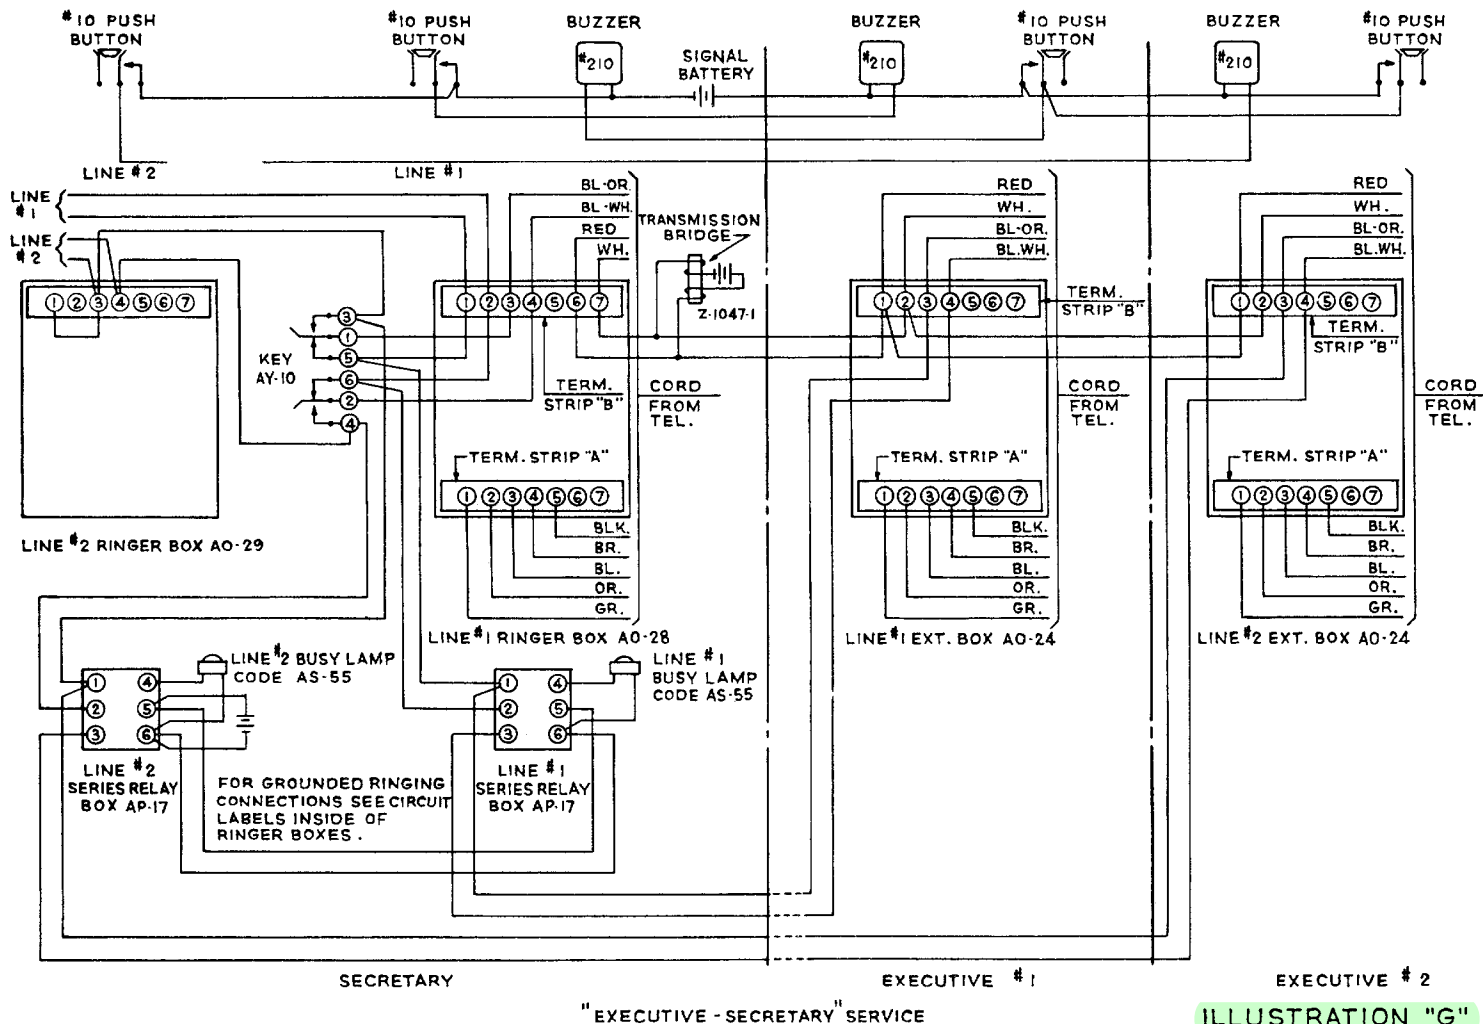 #10 PUSH BUTTON
#10 PUSH BUTTON
BUZZER
BUZZER
#10 PUSH BUTTON
BUZZER
#10 PUSH BUTTON
#210
SIGNAL BATTERY
#210
#210
LINE #2
LINE #1
LINE #1
LINE #2
BL-OR.
BL-WH.
RED
WH.
TRANSMISSION BRIDGE
RED
WH.
BL-OR.
BL.WH.
RED
WH.
BL-OR.
BL.WH.
1 2 3 4 5 6 7
1 2 3 4 5 6 7
Z-1047-1
1 2 3 4 5 6 7
TERM. STRIP "B"
1 2 3 4 5 6 7
TERM. STRIP "B"
3
1
5
6
2
4
KEY AY-10
TERM. STRIP "B"
CORD FROM TEL.
CORD FROM TEL.
CORD FROM TEL.
TERM. STRIP "A"
TERM. STRIP "A"
TERM. STRIP "A"
1 2 3 4 5 6 7
1 2 3 4 5 6 7
1 2 3 4 5 6 7
BLK.
BR.
BL.
OR.
GR.
BLK.
BR.
BL.
OR.
GR.
BLK.
BR.
BL.
OR.
GR.
LINE #2 RINGER BOX AO-29
LINE #1 RINGER BOX AO-28
LINE #1 EXT. BOX AO-24
LINE #2 EXT. BOX AO-24
LINE #2 BUSY LAMP
CODE AS-55
LINE #1
BUSY LAMP
CODE AS-55
1 4
2 5
3 6
1 4
2 5
3 6
LINE #2
SERIES RELAY
BOX AP-17
FOR GROUNDED RINGING
CONNECTIONS SEE CIRCUIT
LABELS INSIDE OF
RINGER BOXES.
LINE #1
SERIES RELAY
BOX AP-17
SECRETARY
EXECUTIVE #1
EXECUTIVE #2
"EXECUTIVE-SECRETARY" SERVICE
ILLUSTRATION "G"